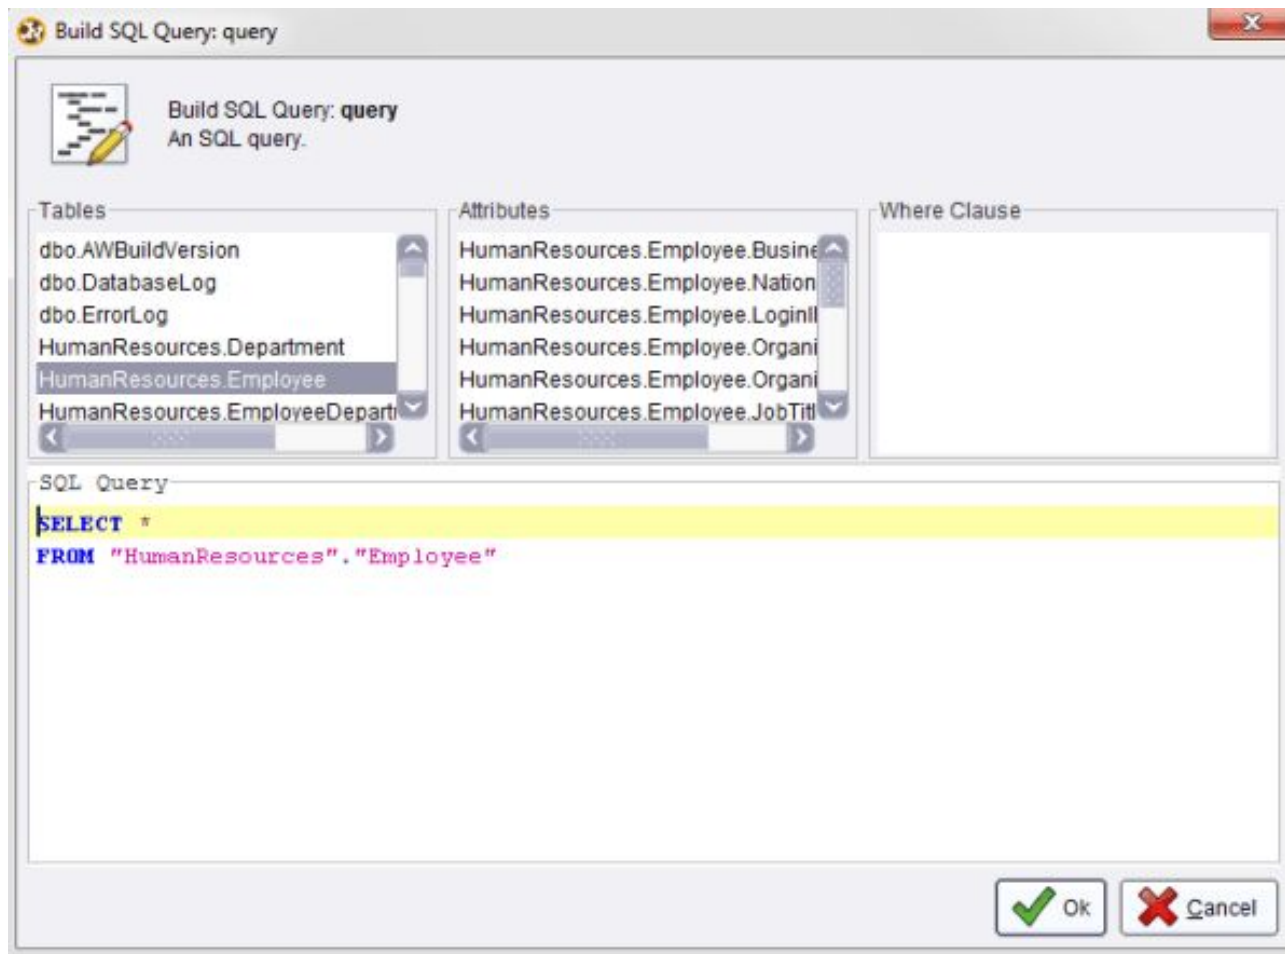 Build SQL Query: query
Build SQL Query: query
An SQL query.
Tables
dbo.AWBuildVersion
dbo.DatabaseLog
dbo.ErrorLog
HumanResources.Department
HumanResources.Employee
HumanResources.EmployeeDepart
Attributes
HumanResources.Employee.Busine
HumanResources.Employee.Nation
HumanResources.Employee.LoginI
HumanResources.Employee.Organi
HumanResources.Employee.Organi
HumanResources.Employee.JobTitl
Where Clause
SQL Query
SELECT *
FROM "HumanResources"."Employee"
Ok
Cancel